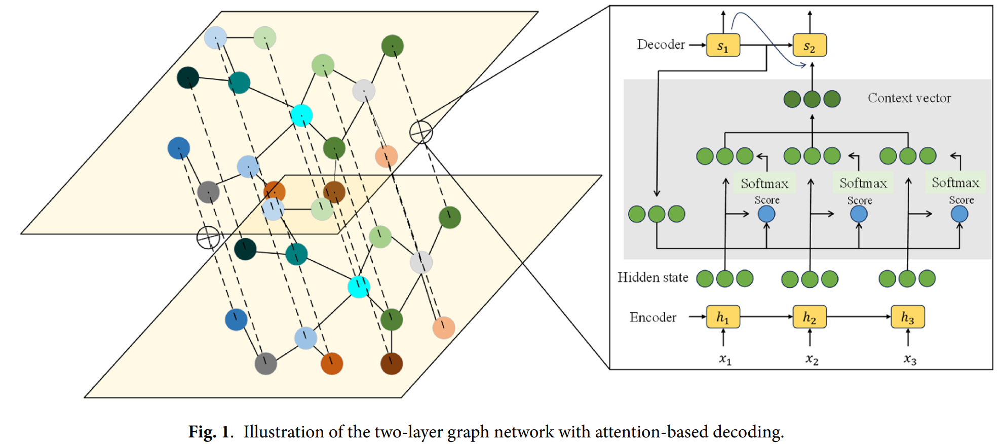 Decoder
s₁
s₂
Context vector
Softmax
Softmax
Softmax
Score
Score
Score
Hidden state
Encoder
h₁
h₂
h₃
x₁
x₂
x₃
Fig. 1. Illustration of the two-layer graph network with attention-based decoding.